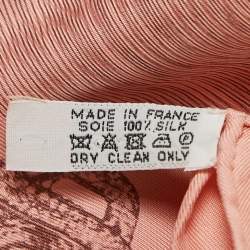 MADE IN FRANCE
SOIE 100% SILK
DRY CLEAN ONLY